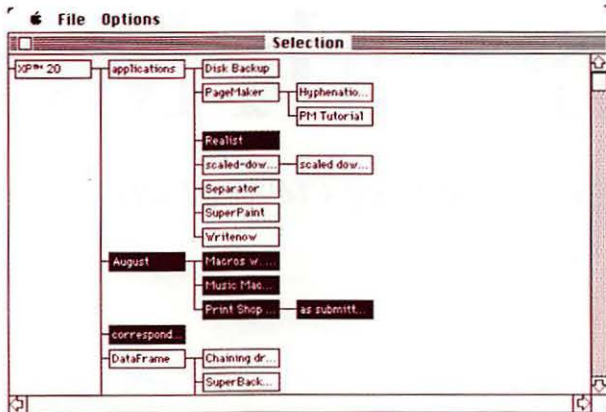 File Options
Selection
XP™ 20 applications Disk Backup
PageMaker Hyphenatio...
PM Tutorial
Realist
scaled-dow... scaled dow...
Separator
SuperPaint
Writenow
August Macros w....
Music Mac...
Print Shop ... as submitt...
correspond...
DataFrame Chaining dr...
SuperBack...